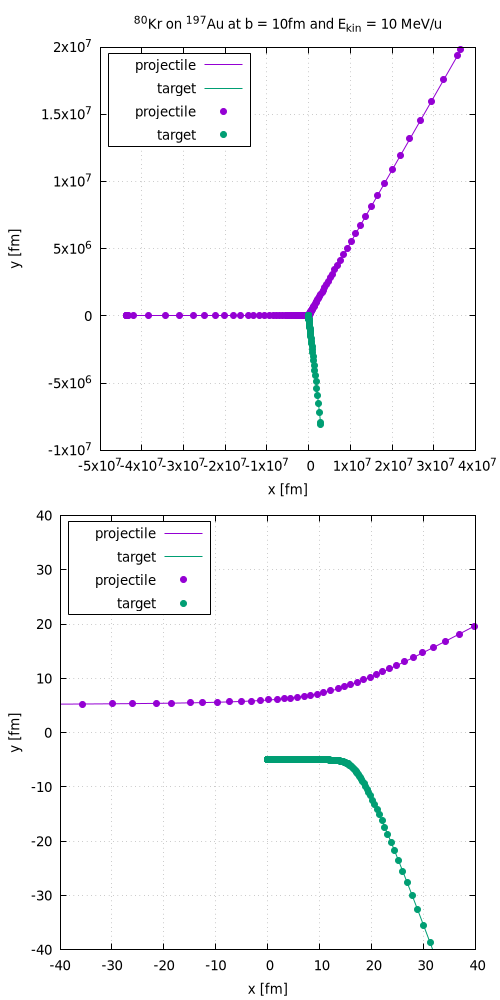 ⁸⁰Kr on ¹⁹⁷Au at b = 10fm and E_kin = 10 MeV/u
2x10⁷
projectile
target
projectile
target
1.5x10⁷
1x10⁷
5x10⁶
0
-5x10⁶
-1x10⁷
y [fm]
-5x10⁷ -4x10⁷ -3x10⁷ -2x10⁷ -1x10⁷ 0 1x10⁷ 2x10⁷ 3x10⁷ 4x10⁷
x [fm]
40
projectile
target
projectile
target
30
20
10
0
-10
-20
-30
-40
y [fm]
-40 -30 -20 -10 0 10 20 30 40
x [fm]